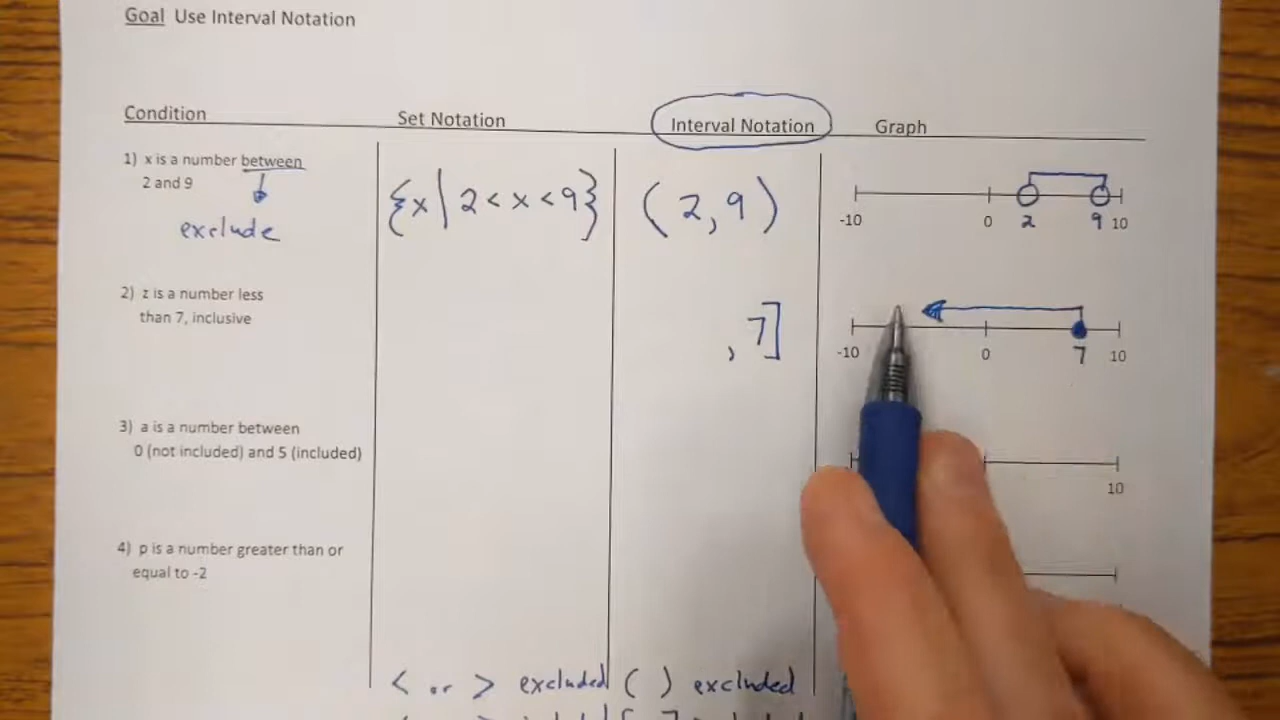 Goal Use Interval Notation
Condition Set Notation Interval Notation Graph
1) x is a number between
2 and 9
exclude
{x | 2 < x < 9}
(2, 9)
-10 0 2 9 10
2) z is a number less
than 7, inclusive
, 7]
-10 0 7 10
3) a is a number between
0 (not included) and 5 (included)
10
4) p is a number greater than or
equal to -2
< or > excluded ( ) excluded